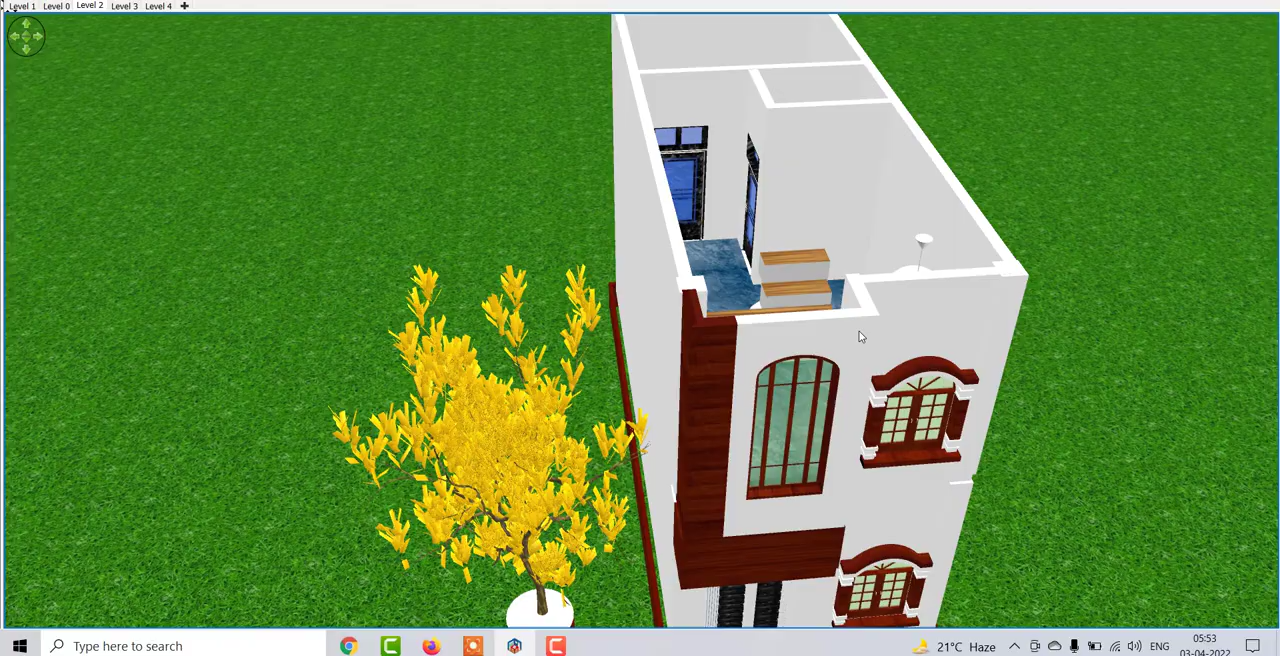 Level 1 Level 0 Level 2 Level 3 Level 4
Type here to search
21°C Haze
ENG
05:53
03-04-2022